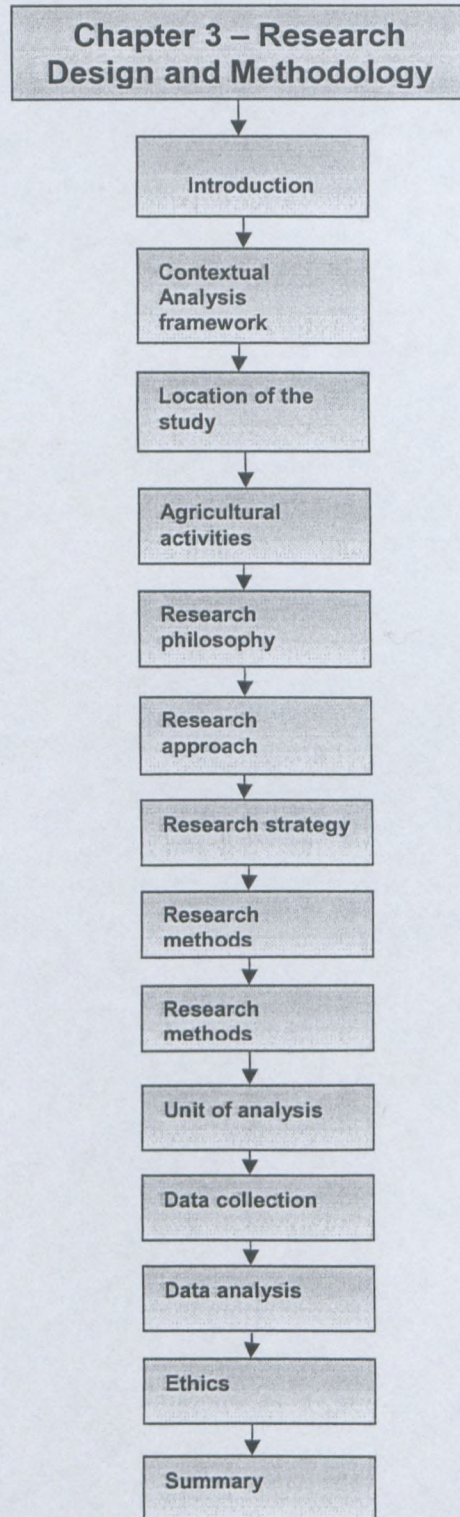 Chapter 3 – Research
Design and Methodology
Introduction
Contextual
Analysis
framework
Location of the
study
Agricultural
activities
Research
philosophy
Research
approach
Research strategy
Research
methods
Research
methods
Unit of analysis
Data collection
Data analysis
Ethics
Summary